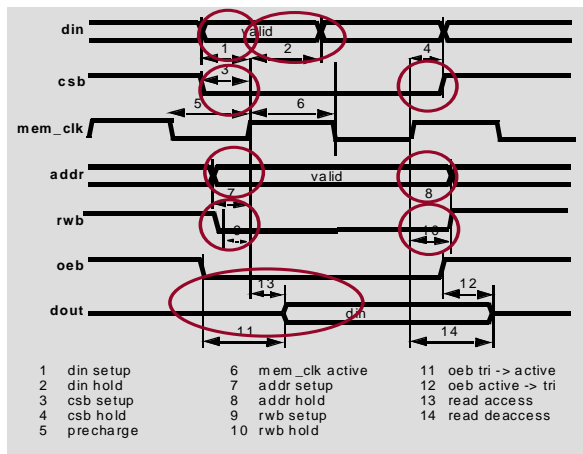 din
valid
1
2
4
csb
3
5
6
mem_clk
addr
valid
7
8
rwb
9
10
oeb
13
12
dout
din
11
14
1 din setup
2 din hold
3 csb setup
4 csb hold
5 precharge
6 mem_clk active
7 addr setup
8 addr hold
9 rwb setup
10 rwb hold
11 oeb tri -> active
12 oeb active -> tri
13 read access
14 read deaccess